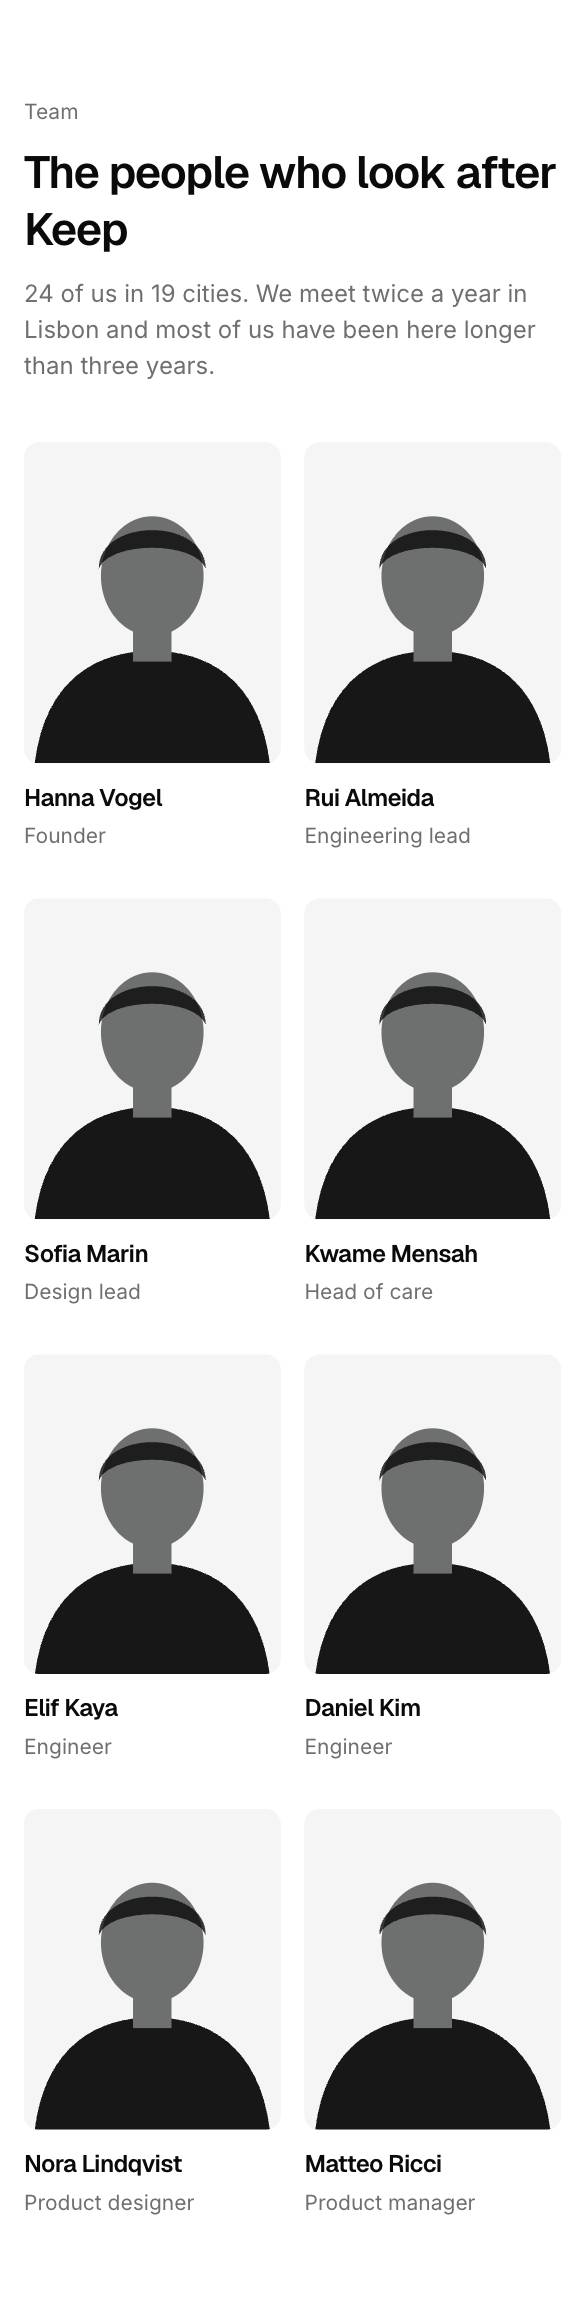 Team
The people who look after
Keep
24 of us in 19 cities. We meet twice a year in
Lisbon and most of us have been here longer
than three years.
Hanna Vogel
Founder
Rui Almeida
Engineering lead
Sofia Marin
Design lead
Kwame Mensah
Head of care
Elif Kaya
Engineer
Daniel Kim
Engineer
Nora Lindqvist
Product designer
Matteo Ricci
Product manager